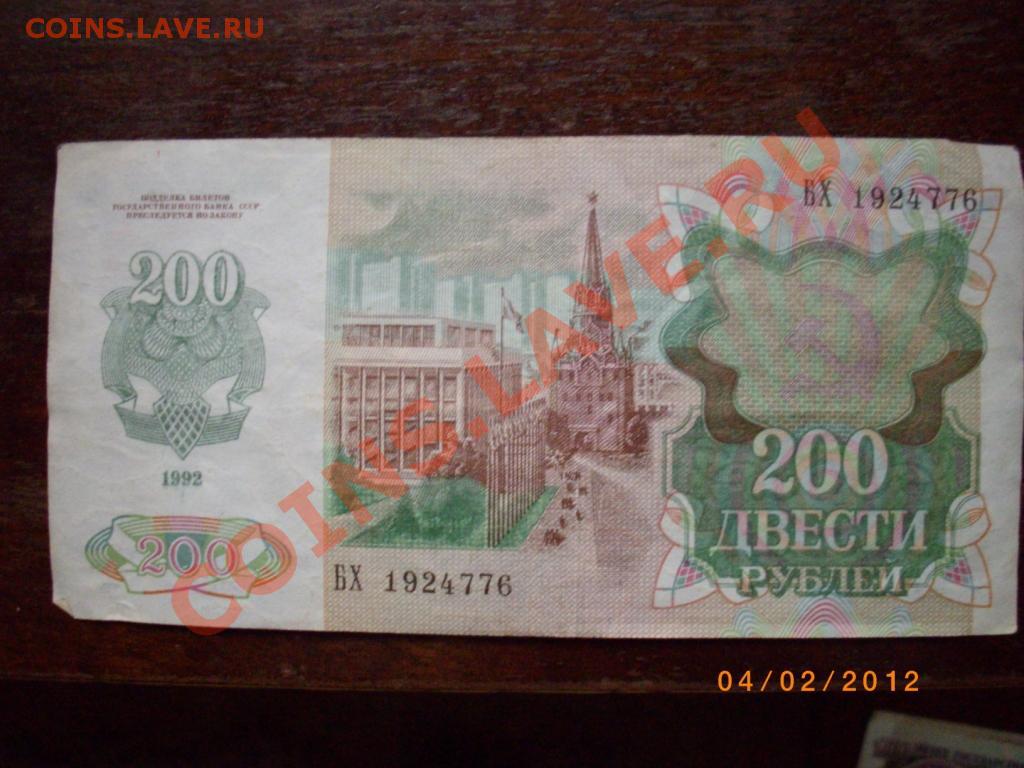 COINS.LAVE.RU
ПОДДЕЛКА БИЛЕТОВ
ГОСУДАРСТВЕННОГО БАНКА СССР
ПРЕСЛЕДУЕТСЯ ПО ЗАКОНУ
БХ 1924776
200
COINS.LAVE.RU
200
ДВЕСТИ
РУБЛЕЙ
1992
200
БХ 1924776
04/02/2012